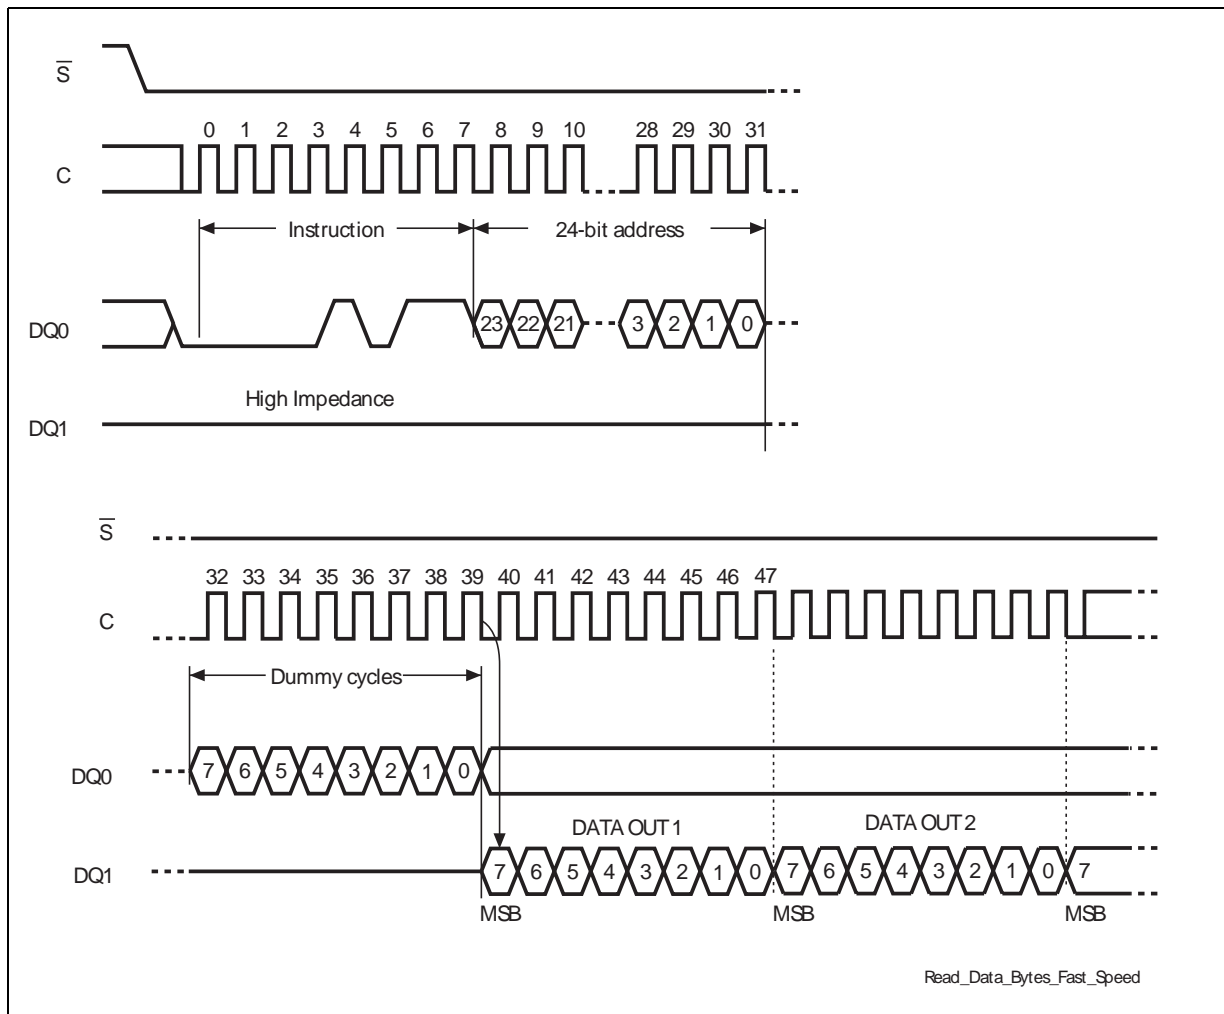 S
0 1 2 3 4 5 6 7 8 9 10 28 29 30 31
C
Instruction 24-bit address
DQ0 23 22 21 3 2 1 0
High Impedance
DQ1
S
32 33 34 35 36 37 38 39 40 41 42 43 44 45 46 47
C
Dummy cycles
DQ0 7 6 5 4 3 2 1 0
DATA OUT 1 DATA OUT 2
DQ1 7 6 5 4 3 2 1 0 7 6 5 4 3 2 1 0 7
MSB MSB MSB
Read_Data_Bytes_Fast_Speed